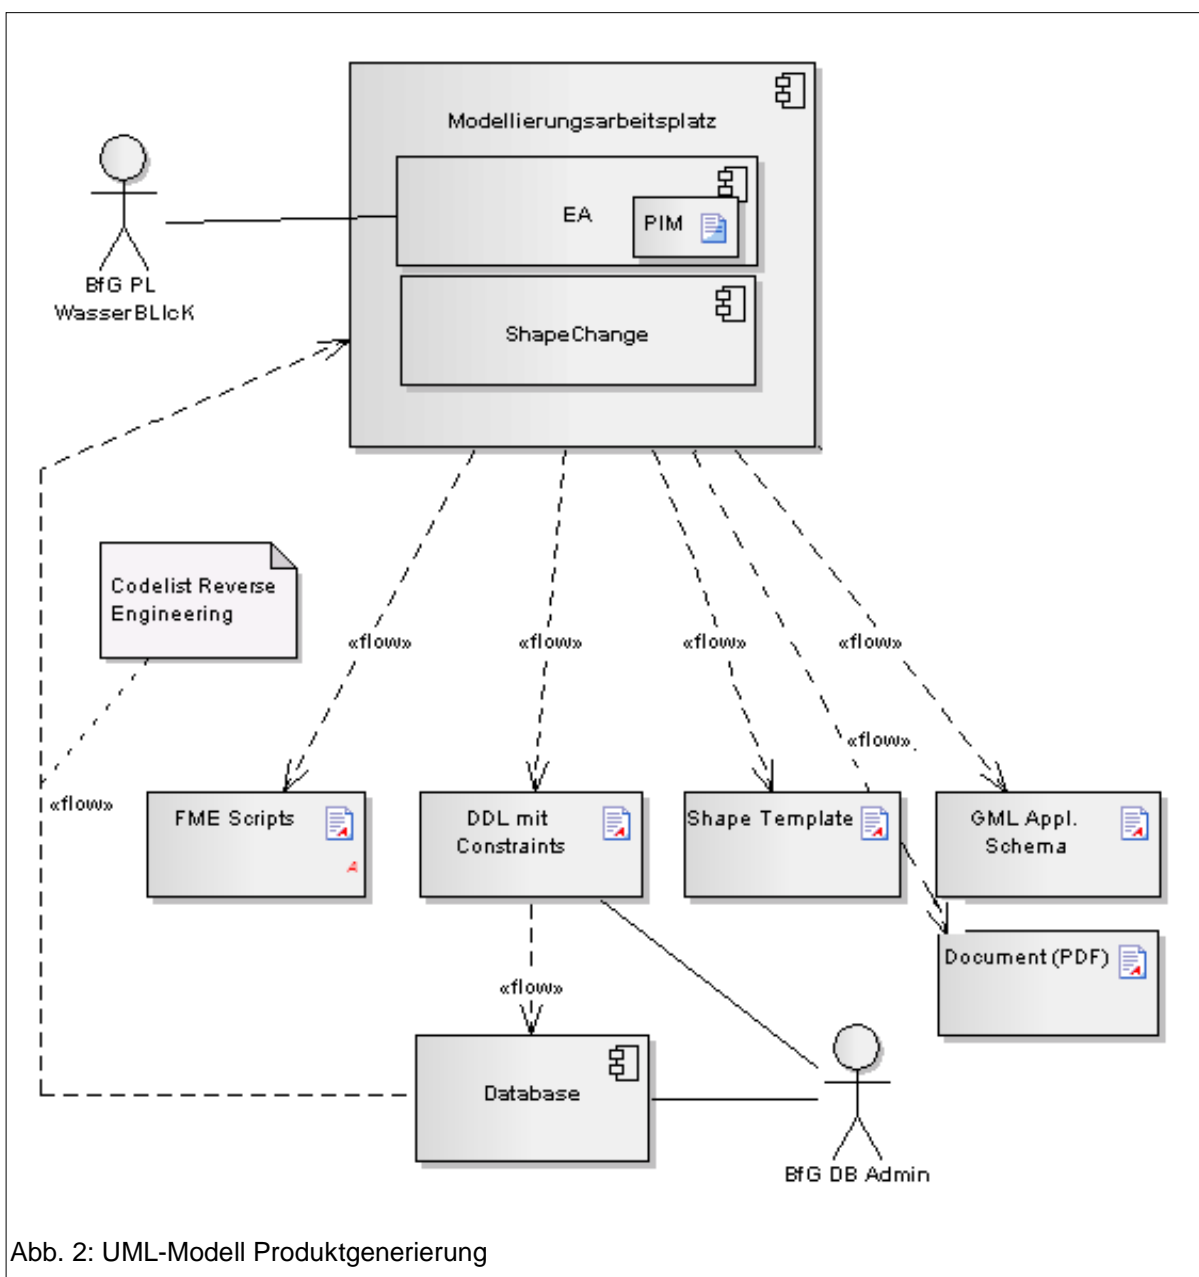 Modellierungsarbeitsplatz
EA
PIM
BfG PL
WasserBLIcK
ShapeChange
Codelist Reverse
Engineering
«flow»
«flow»
«flow»
«flow»
«flow»
«flow»
FME Scripts
DDL mit
Constraints
Shape Template
GML Appl.
Schema
Document (PDF)
«flow»
Database
BfG DB Admin
Abb. 2: UML-Modell Produktgenerierung